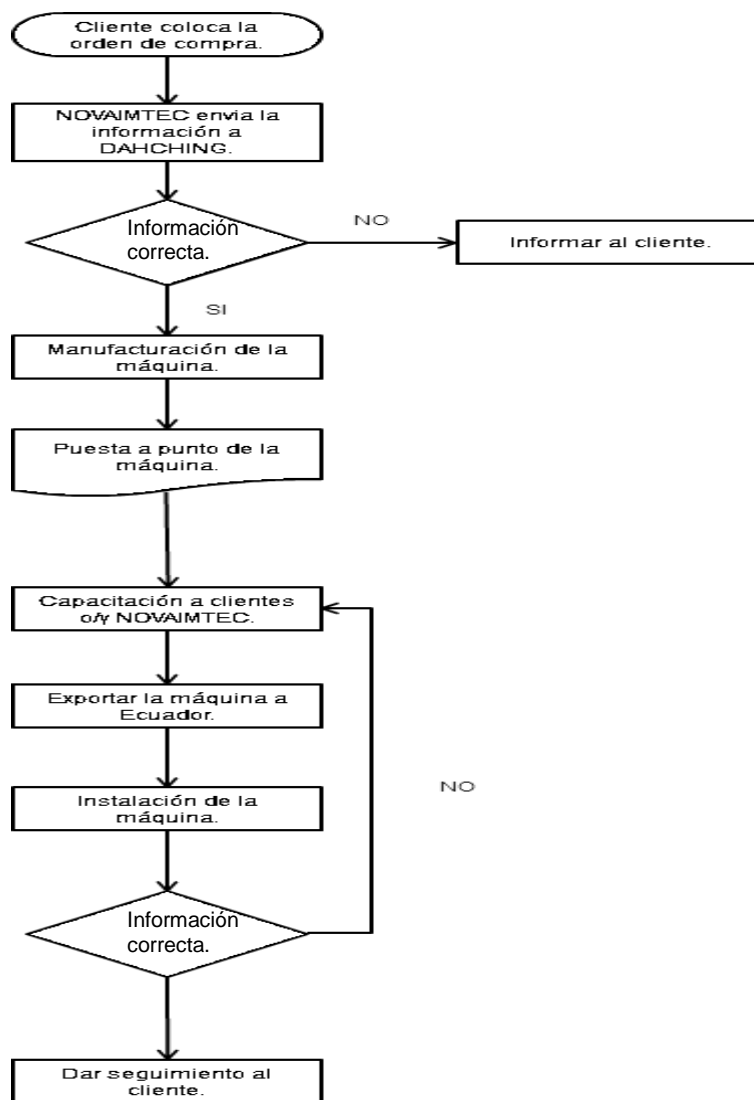 Cliente coloca la
orden de compra.
NOVAIMTEC envia la
información a
DAHCHING.
Información
correcta.
NO
Informar al cliente.
SI
Manufacturación de la
máquina.
Puesta a punto de la
máquina.
Capacitación a clientes
o/y NOVAIMTEC.
Exportar la máquina a
Ecuador.
Instalación de la
máquina.
NO
Información
correcta.
Dar seguimiento al
cliente.